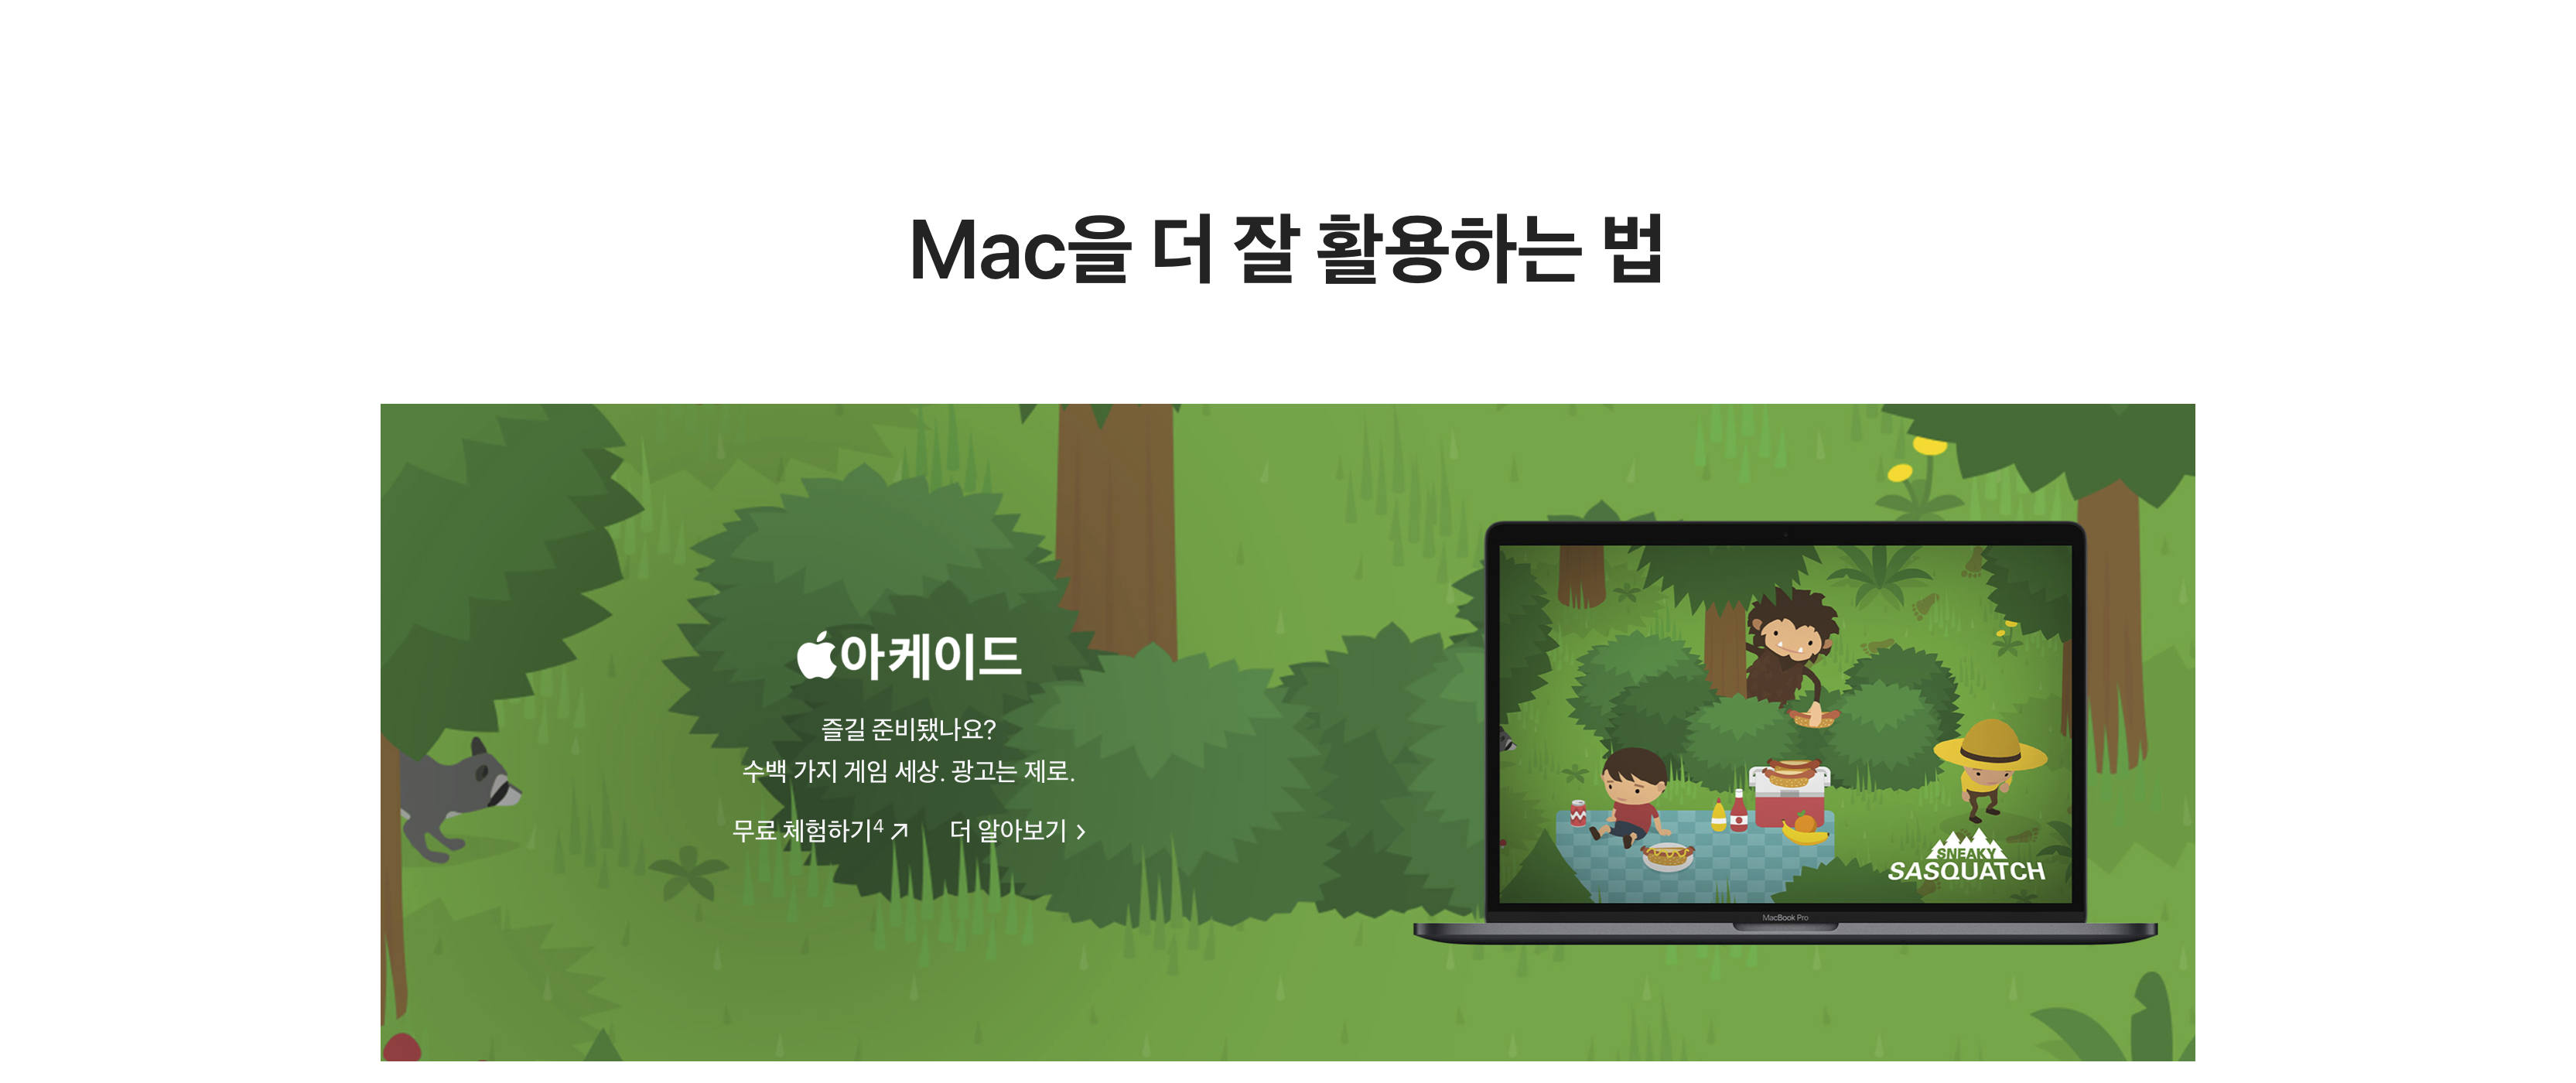 Mac을 더 잘 활용하는 법
아케이드
즐길 준비됐나요?
수백 가지 게임 세상. 광고는 제로.
무료 체험하기4 더 알아보기
SNEAKY
SASQUATCH
MacBook Pro